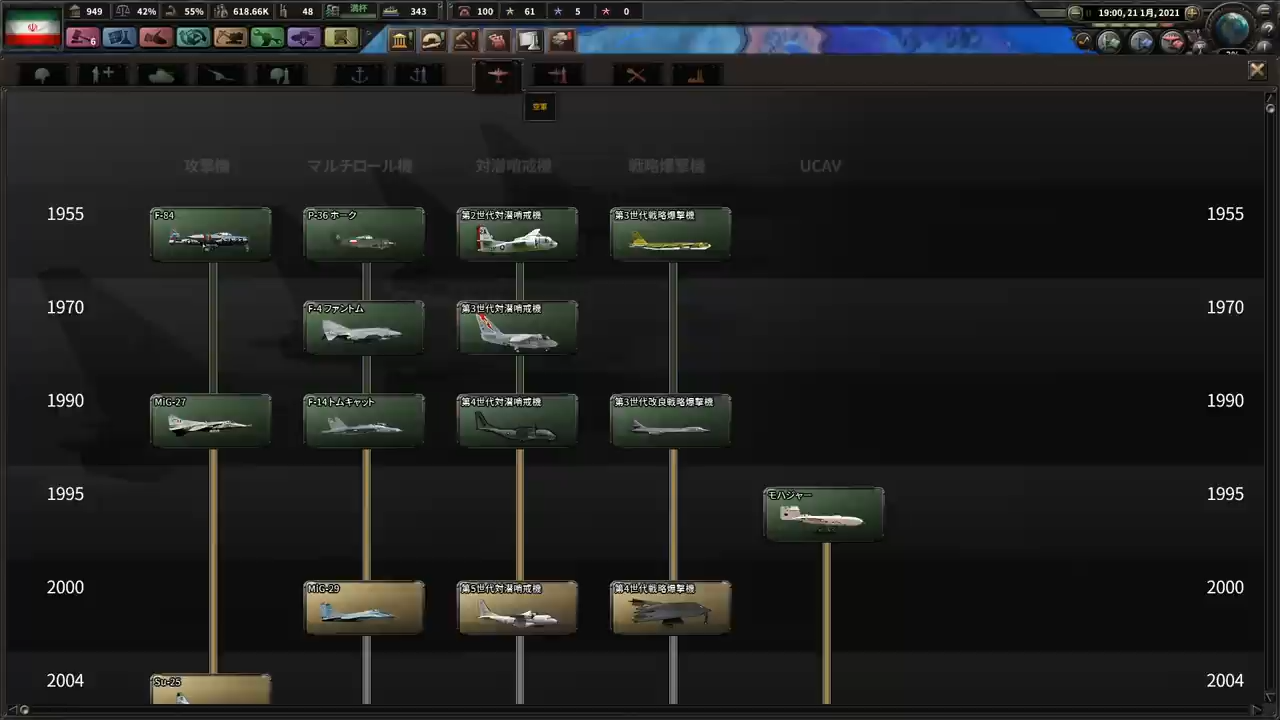 949 42% 55% 618.66K 48 満杯 343 100 61 5 0 19:00, 21 1月, 2021
6
空軍
攻撃機 マルチロール機 対潜哨戒機 戦略爆撃機 UCAV
1955 F-84 P-36 ホーク 第2世代対潜哨戒機 第3世代戦略爆撃機 1955
1970 F-4 ファントム 第3世代対潜哨戒機 1970
1990 MiG-27 F-14トムキャット 第4世代対潜哨戒機 第3世代改良戦略爆撃機 1990
1995 モハジャー 1995
2000 MiG-29 第5世代対潜哨戒機 第4世代戦略爆撃機 2000
2004 Su-25 2004